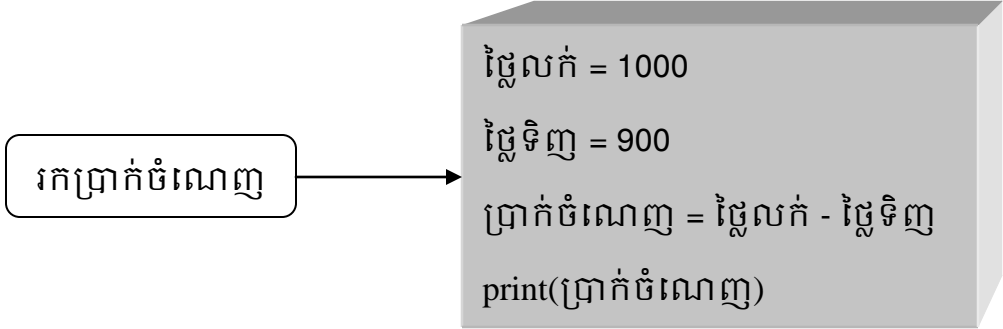 រកប្រាក់ចំណេញ
ថ្លៃលក់ = 1000
ថ្លៃទិញ = 900
ប្រាក់ចំណេញ = ថ្លៃលក់ - ថ្លៃទិញ
print(ប្រាក់ចំណេញ)